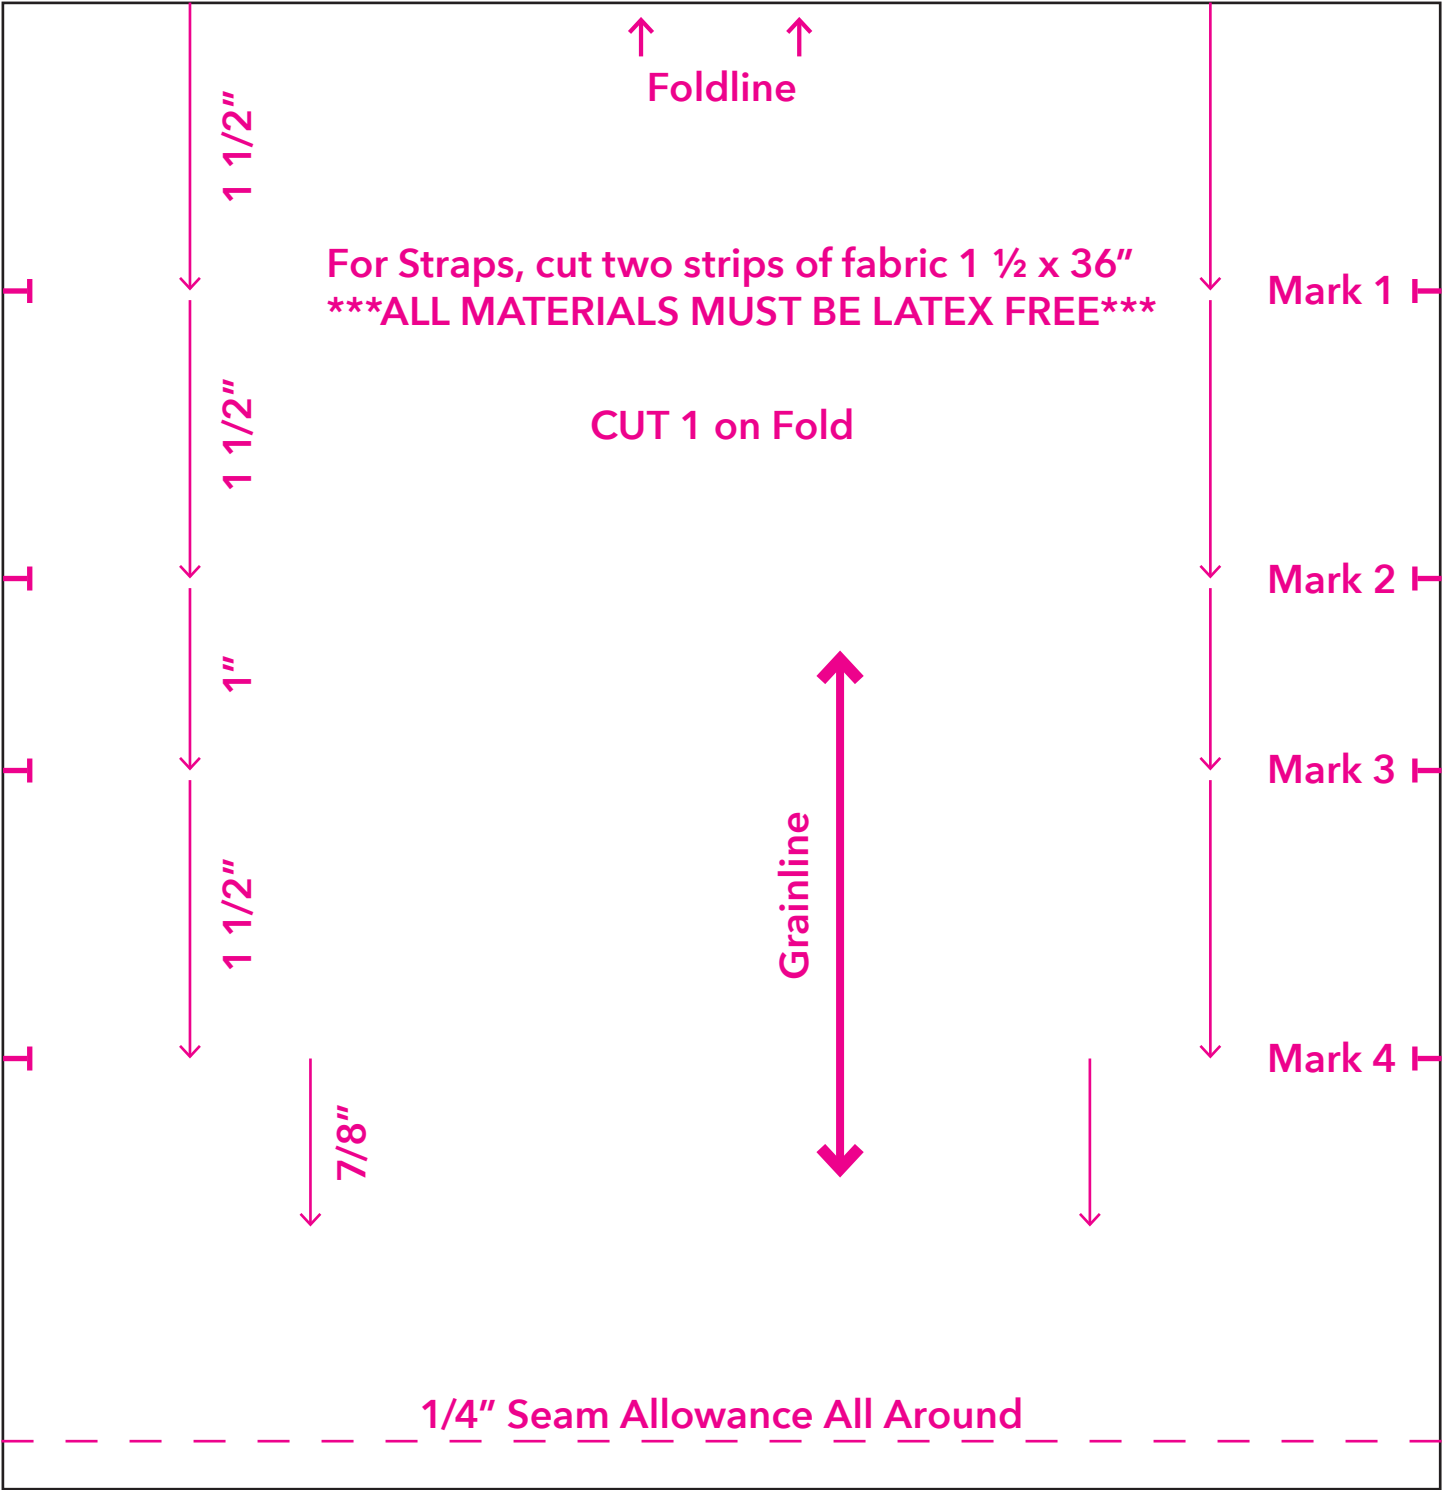 Foldline
1 1/2”
For Straps, cut two strips of fabric 1 ½ x 36”
***ALL MATERIALS MUST BE LATEX FREE***
Mark 1
1 1/2”
CUT 1 on Fold
Mark 2
1”
Mark 3
1 1/2”
Grainline
Mark 4
7/8”
1/4” Seam Allowance All Around